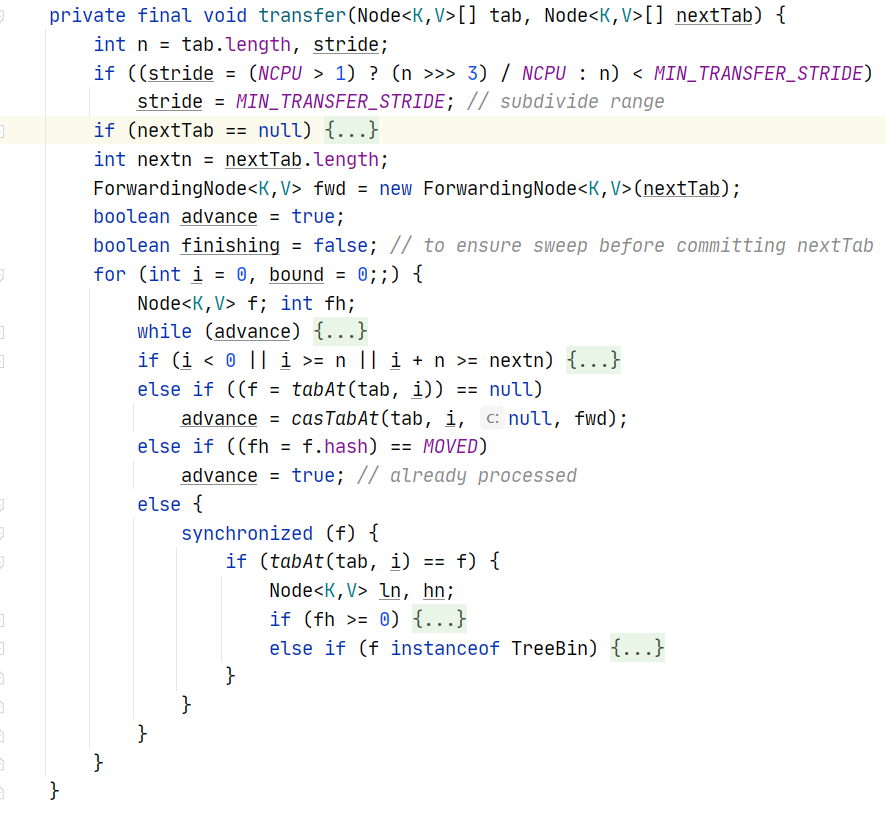 private final void transfer(Node<K,V>[] tab, Node<K,V>[] nextTab) {
    int n = tab.length, stride;
    if ((stride = (NCPU > 1) ? (n >>> 3) / NCPU : n) < MIN_TRANSFER_STRIDE)
        stride = MIN_TRANSFER_STRIDE; // subdivide range
    if (nextTab == null) {...}
    int nextn = nextTab.length;
    ForwardingNode<K,V> fwd = new ForwardingNode<K,V>(nextTab);
    boolean advance = true;
    boolean finishing = false; // to ensure sweep before committing nextTab
    for (int i = 0, bound = 0;;) {
        Node<K,V> f; int fh;
        while (advance) {...}
        if (i < 0 || i >= n || i + n >= nextn) {...}
        else if ((f = tabAt(tab, i)) == null)
            advance = casTabAt(tab, i, c: null, fwd);
        else if ((fh = f.hash) == MOVED)
            advance = true; // already processed
        else {
            synchronized (f) {
                if (tabAt(tab, i) == f) {
                    Node<K,V> ln, hn;
                    if (fh >= 0) {...}
                    else if (f instanceof TreeBin) {...}
                }
            }
        }
    }
}